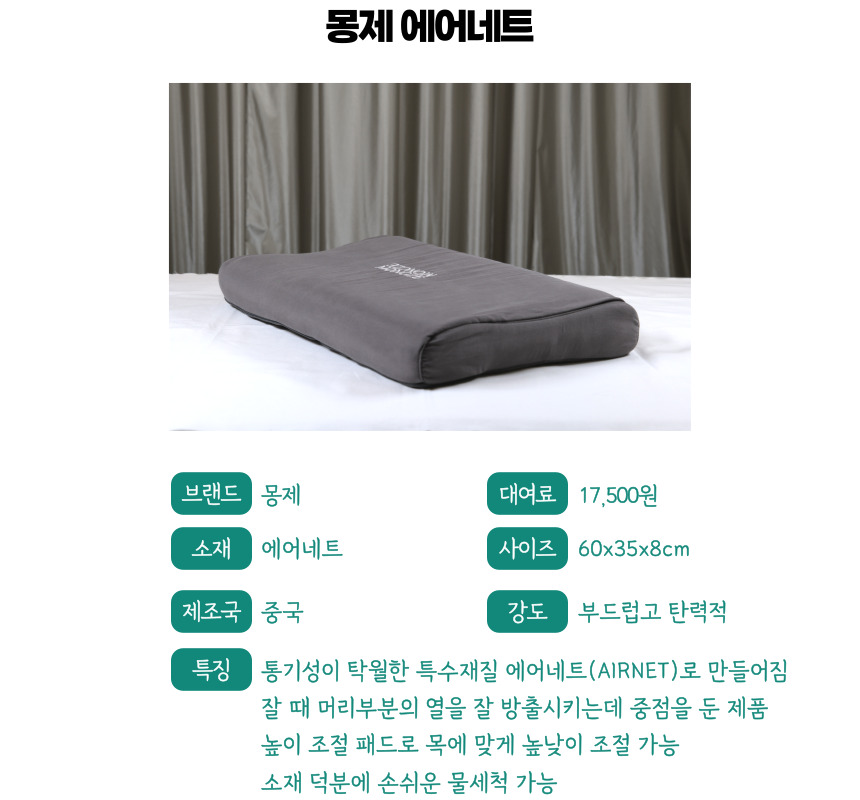 몽제 에어네트
브랜드 몽제
대여료 17,500원
소재 에어네트
사이즈 60x35x8cm
제조국 중국
강도 부드럽고 탄력적
특징 통기성이 탁월한 특수재질 에어네트(AIRNET)로 만들어짐
잘 때 머리부분의 열을 잘 방출시키는데 중점을 둔 제품
높이 조절 패드로 목에 맞게 높낮이 조절 가능
소재 덕분에 손쉬운 물세척 가능